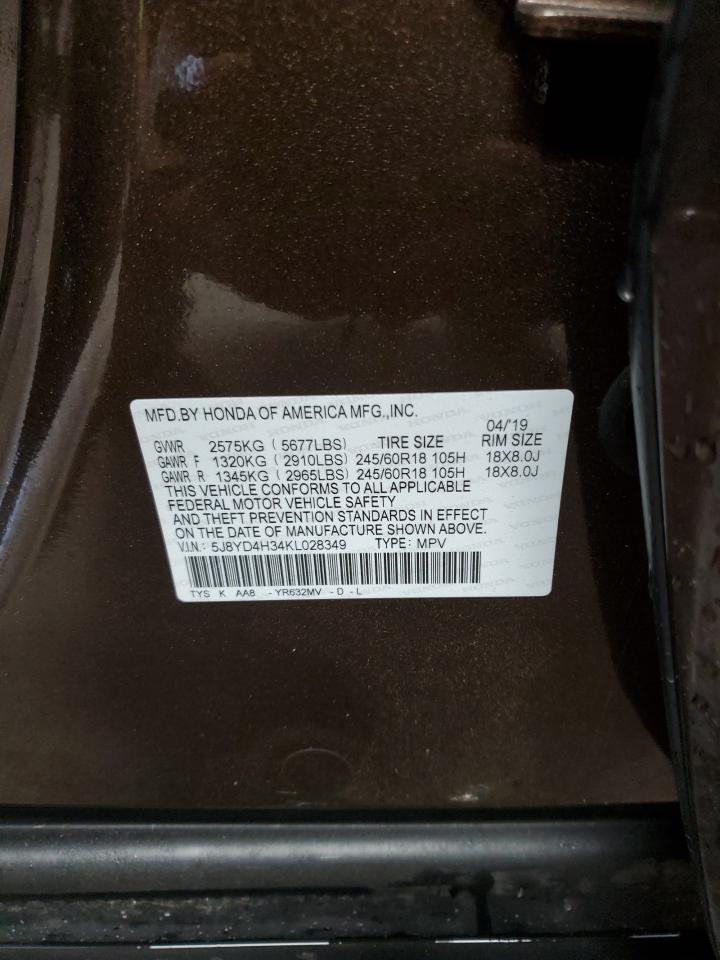 MFD.BY HONDA OF AMERICA MFG.,INC.
04/'19
GVWR 2575KG ( 5677LBS) TIRE SIZE RIM SIZE
GAWR F 1320KG ( 2910LBS) 245/60R18 105H 18X8.0J
GAWR R 1345KG ( 2965LBS) 245/60R18 105H 18X8.0J
THIS VEHICLE CONFORMS TO ALL APPLICABLE
FEDERAL MOTOR VEHICLE SAFETY
AND THEFT PREVENTION STANDARDS IN EFFECT
ON THE DATE OF MANUFACTURE SHOWN ABOVE.
V.I.N.: 5J8YD4H34KL028349 TYPE: MPV
TYS K AA8 - YR632MV - D - L